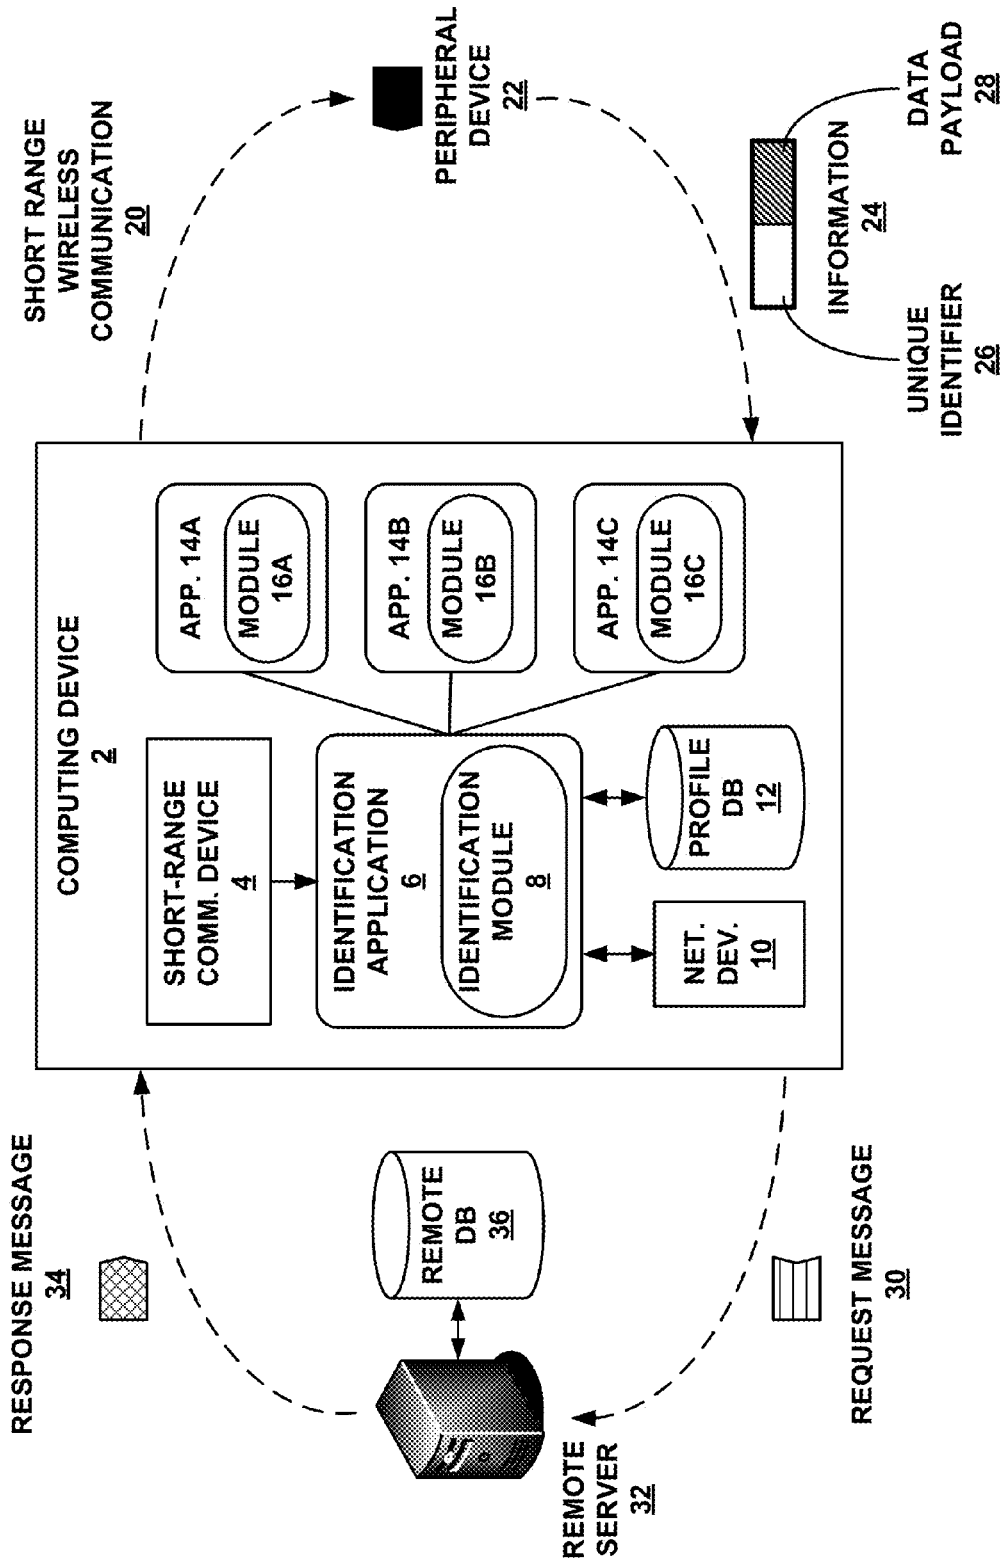 RESPONSE MESSAGE
34
REMOTE
SERVER
32
REMOTE
DB
36
REQUEST MESSAGE
30
COMPUTING DEVICE
2
SHORT-RANGE
COMM. DEVICE
4
IDENTIFICATION
APPLICATION
6
IDENTIFICATION
MODULE
8
NET.
DEV.
10
PROFILE
DB
12
APP. 14A
MODULE
16A
APP. 14B
MODULE
16B
APP. 14C
MODULE
16C
SHORT RANGE
WIRELESS
COMMUNICATION
20
PERIPHERAL
DEVICE
22
INFORMATION
24
UNIQUE
IDENTIFIER
26
DATA
PAYLOAD
28